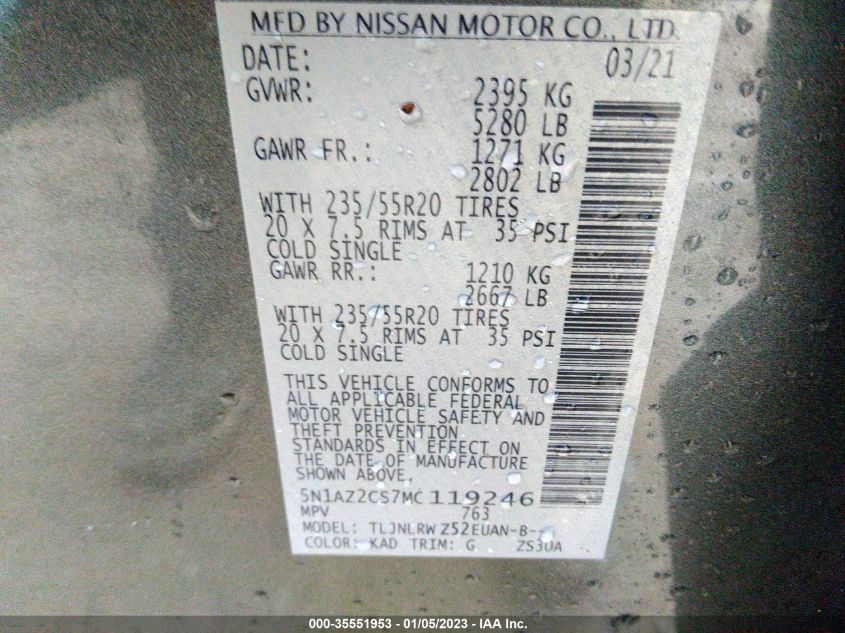 MFD BY NISSAN MOTOR CO., LTD.
DATE: 03/21
GVWR: 2395 KG
5280 LB
GAWR FR.: 1271 KG
2802 LB
WITH 235/55R20 TIRES
20 X 7.5 RIMS AT 35 PSI
COLD SINGLE
GAWR RR.: 1210 KG
2667 LB
WITH 235/55R20 TIRES
20 X 7.5 RIMS AT 35 PSI
COLD SINGLE
THIS VEHICLE CONFORMS TO
ALL APPLICABLE FEDERAL
MOTOR VEHICLE SAFETY AND
THEFT PREVENTION
STANDARDS IN EFFECT ON
THE DATE OF MANUFACTURE
SHOWN ABOVE.
5N1AZ2CS7MC119246
MPV 763
MODEL: TLJNLRW Z52EUAN-B--
COLOR: KAD TRIM: G ZS30A
000-35551953 - 01/05/2023 - IAA Inc.